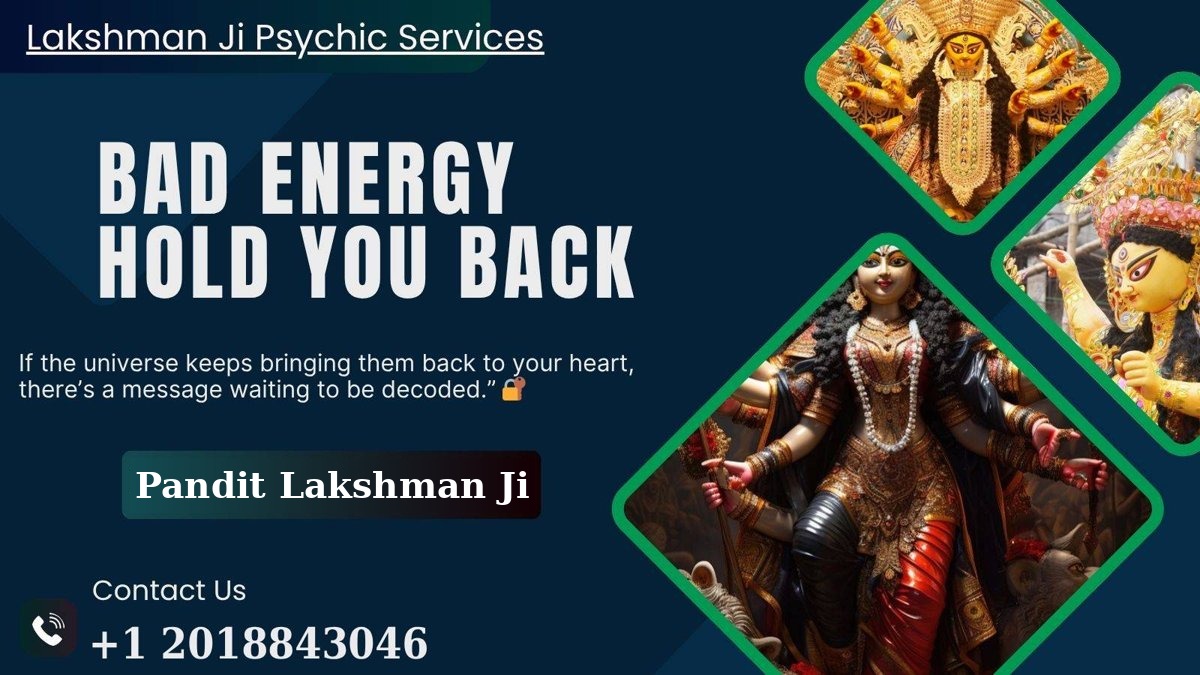 Lakshman Ji Psychic Services
BAD ENERGY
HOLD YOU BACK
If the universe keeps bringing them back to your heart,
there’s a message waiting to be decoded.” 🔐
Pandit Lakshman Ji
Contact Us
+1 2018843046